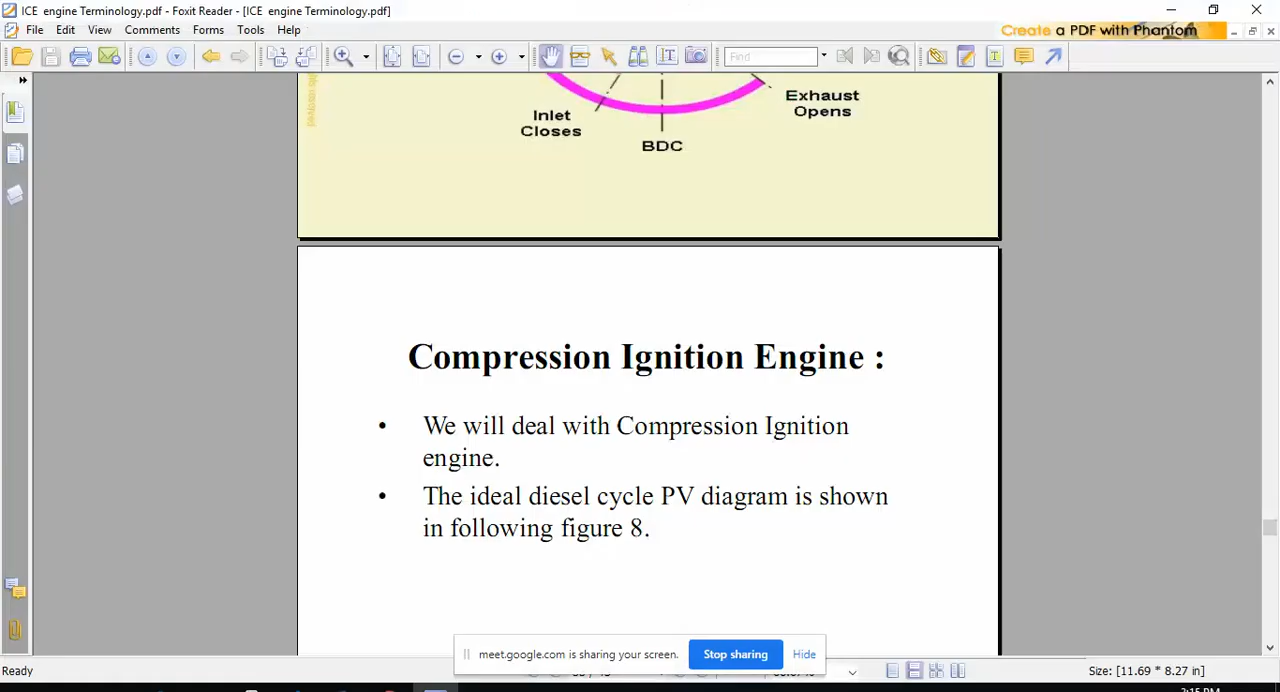 ICE engine Terminology.pdf - Foxit Reader - [ICE engine Terminology.pdf]
File Edit View Comments Forms Tools Help
Create a PDF with Phantom
Find
Inlet
Closes
BDC
Exhaust
Opens
Compression Ignition Engine :
• We will deal with Compression Ignition
engine.
• The ideal diesel cycle PV diagram is shown
in following figure 8.
meet.google.com is sharing your screen. Stop sharing Hide
Ready
Size: [11.69 * 8.27 in]